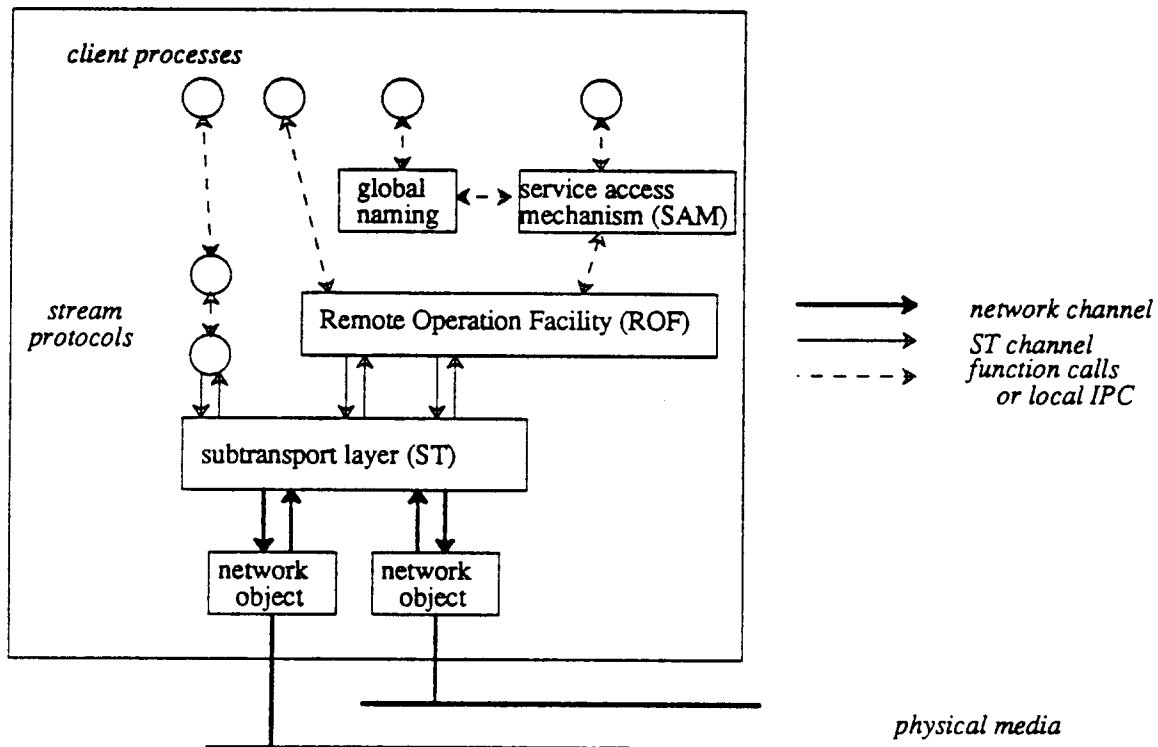 client processes
global
naming
service access
mechanism (SAM)
stream
protocols
Remote Operation Facility (ROF)
network channel
ST channel
function calls
or local IPC
subtransport layer (ST)
network
object
network
object
physical media